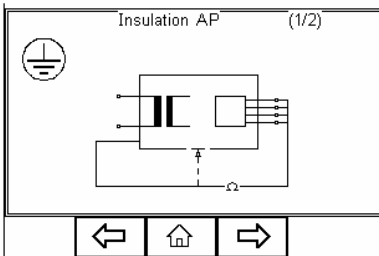 Insulation AP (1/2)
Ω